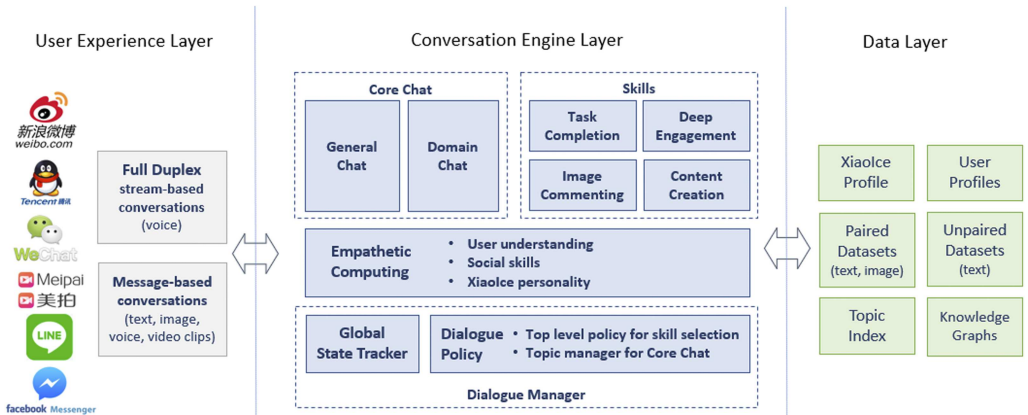 User Experience Layer
Conversation Engine Layer
Data Layer
新浪微博
weibo.com
Tencent 腾讯
WeChat
Meipai
美拍
LINE
facebook Messenger
Full Duplex
stream-based
conversations
(voice)
Message-based
conversations
(text, image,
voice, video clips)
Core Chat
General
Chat
Domain
Chat
Skills
Task
Completion
Deep
Engagement
Image
Commenting
Content
Creation
Empathetic
Computing
• User understanding
• Social skills
• XiaoIce personality
Global
State Tracker
Dialogue
Policy
• Top level policy for skill selection
• Topic manager for Core Chat
Dialogue Manager
XiaoIce
Profile
User
Profiles
Paired
Datasets
(text, image)
Unpaired
Datasets
(text)
Topic
Index
Knowledge
Graphs